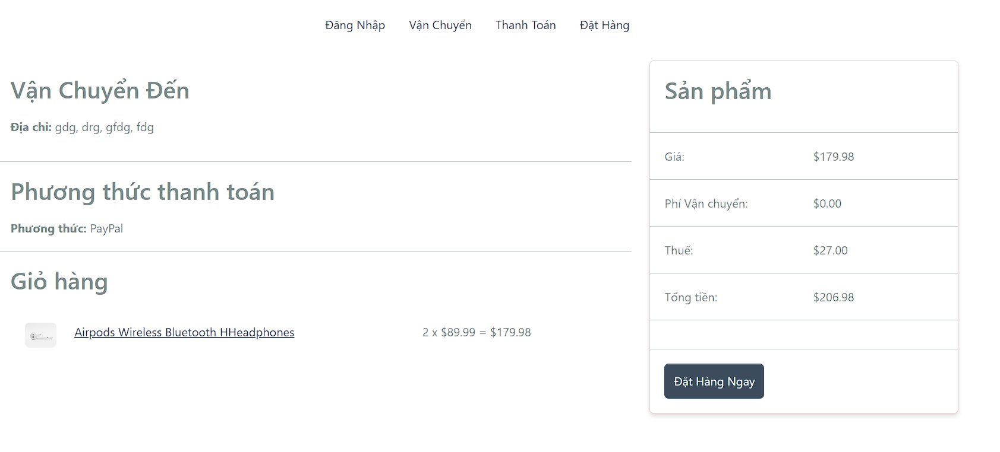 Đăng Nhập Vận Chuyển Thanh Toán Đặt Hàng
Vận Chuyển Đến
Địa chỉ: gdg, drg, gfdg, fdg
Phương thức thanh toán
Phương thức: PayPal
Giỏ hàng
Airpods Wireless Bluetooth HHeadphones 2 x $89.99 = $179.98
Sản phẩm
Giá: $179.98
Phí Vận chuyển: $0.00
Thuế: $27.00
Tổng tiền: $206.98
Đặt Hàng Ngay